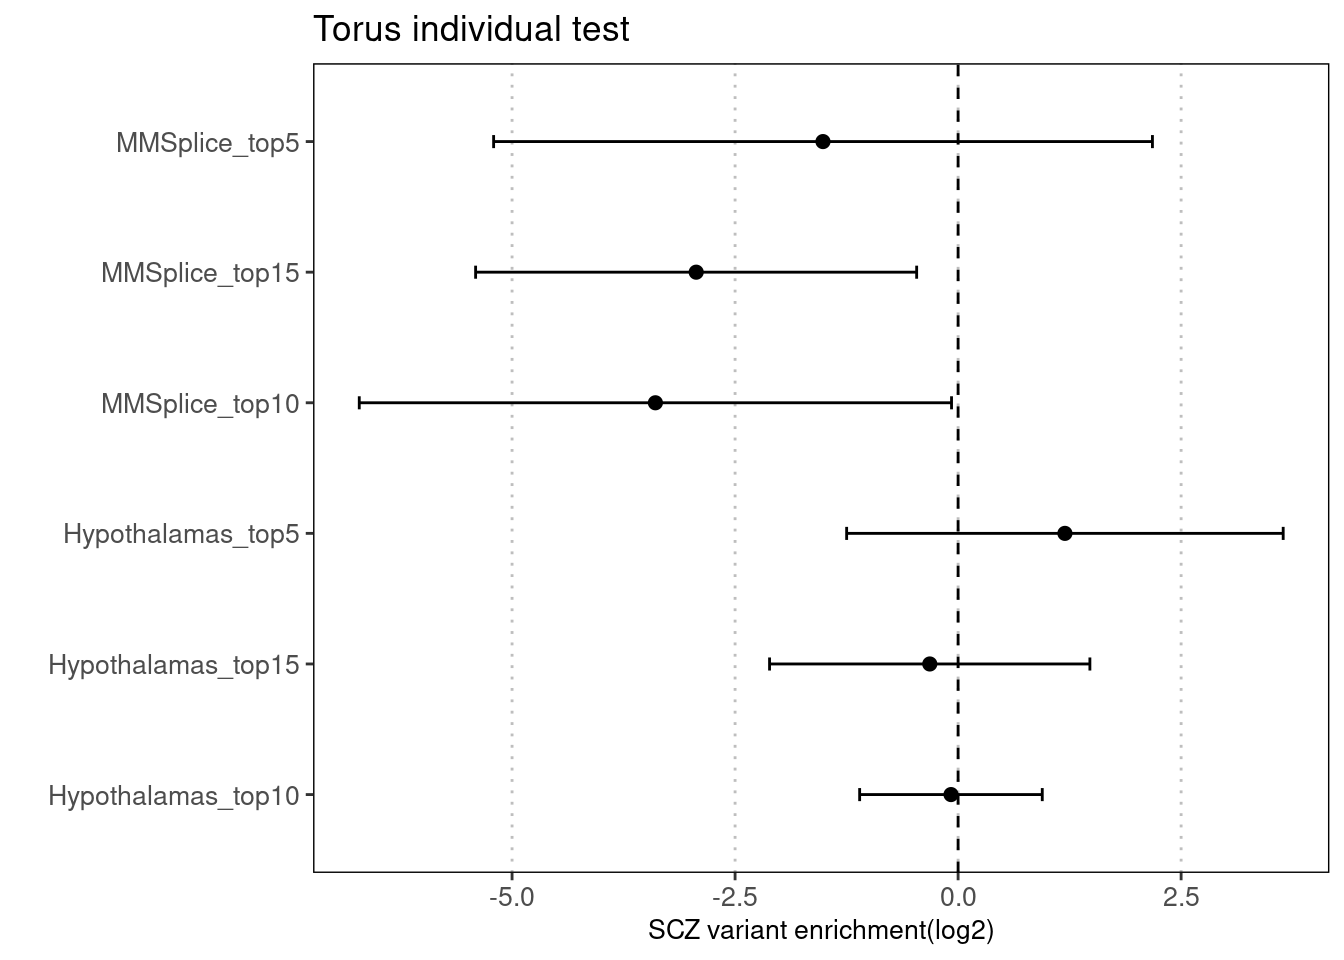 Torus individual test
MMSplice_top5
MMSplice_top15
MMSplice_top10
Hypothalamas_top5
Hypothalamas_top15
Hypothalamas_top10
-5.0 -2.5 0.0 2.5
SCZ variant enrichment(log2)